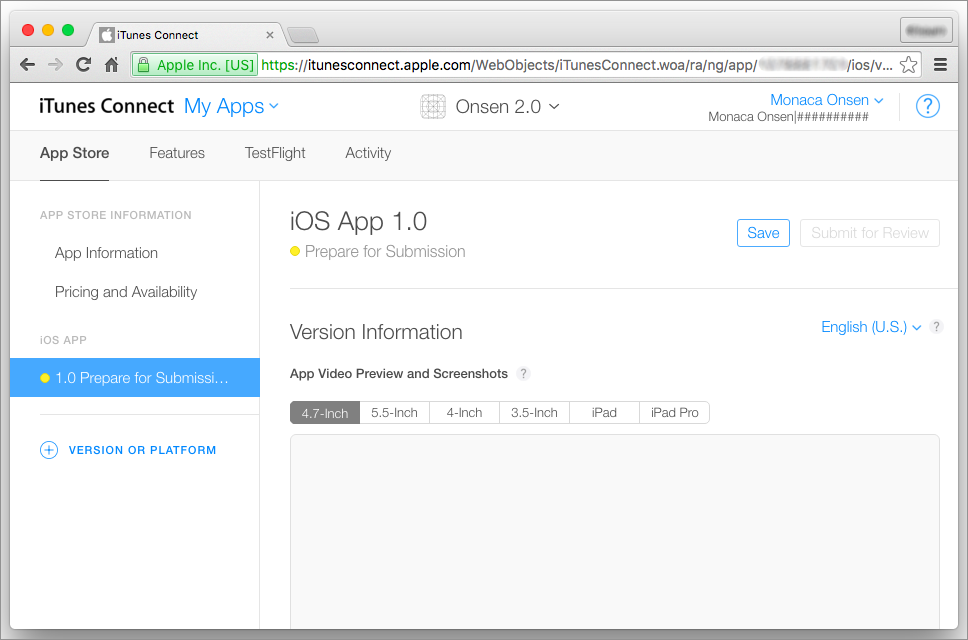 iTunes Connect
Apple Inc. [US] https://itunesconnect.apple.com/WebObjects/iTunesConnect.woa/ra/ng/app/ /ios/v...
iTunes Connect My Apps Onsen 2.0 Monaca Onsen ?
Monaca Onsen|##########
App Store Features TestFlight Activity
APP STORE INFORMATION
App Information
Pricing and Availability
iOS APP
1.0 Prepare for Submissi...
VERSION OR PLATFORM
iOS App 1.0
Prepare for Submission
Save Submit for Review
Version Information English (U.S.) ?
App Video Preview and Screenshots ?
4.7-Inch 5.5-Inch 4-Inch 3.5-Inch iPad iPad Pro